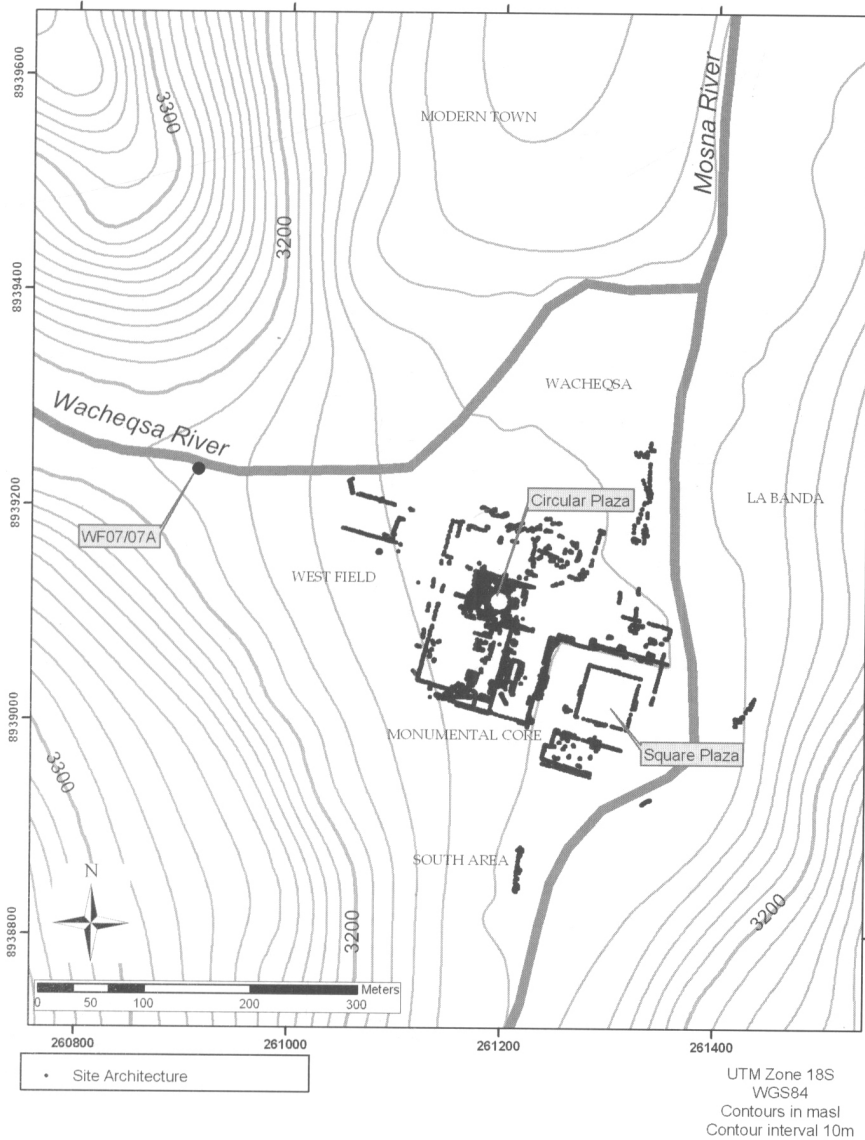 8939600
3300
MODERN TOWN
Mosna River
3200
8939400
WACHEQSA
Wacheqsa River
8939200
Circular Plaza
LA BANDA
WF07/07A
WEST FIELD
8939000
MONUMENTAL CORE
Square Plaza
3300
SOUTH AREA
N
3200
3200
8938800
Meters
0 50 100 200 300
260800 261000 261200 261400
Site Architecture
UTM Zone 18S
WGS84
Contours in masl
Contour interval 10m